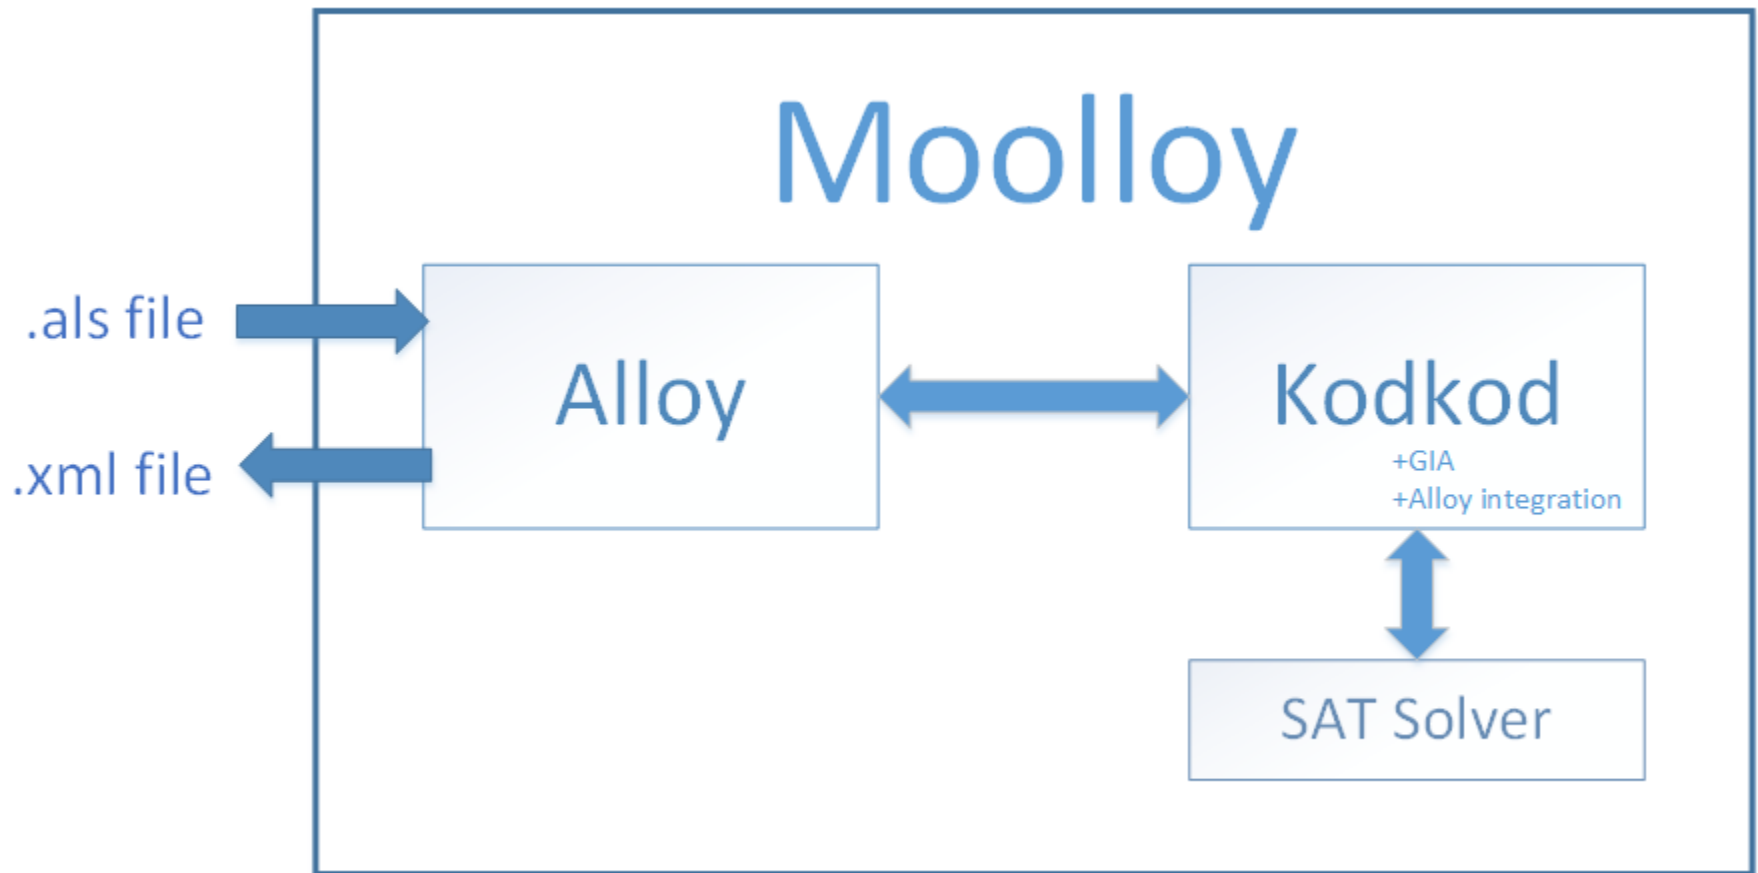 Moolloy
.als file
.xml file
Alloy
Kodkod
+GIA
+Alloy integration
SAT Solver